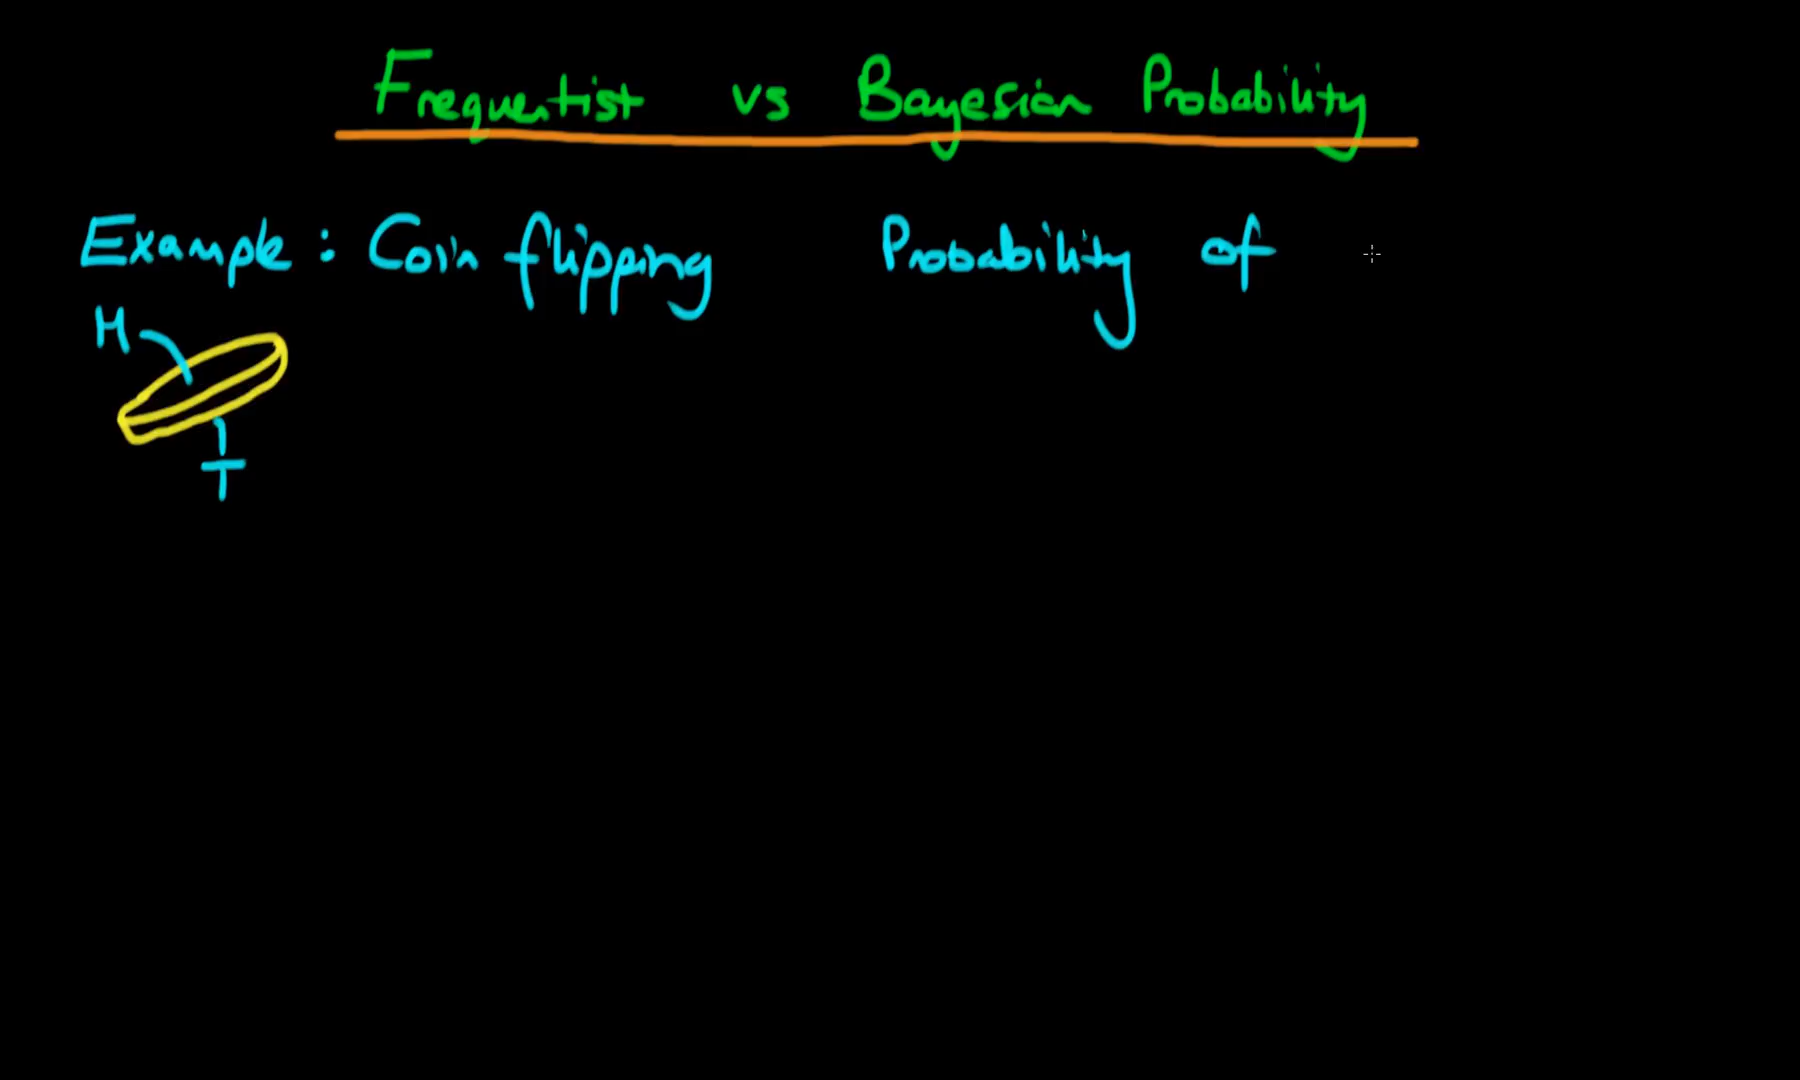 Frequentist vs Bayesian Probability
Example: Coin flipping Probability of
H
T